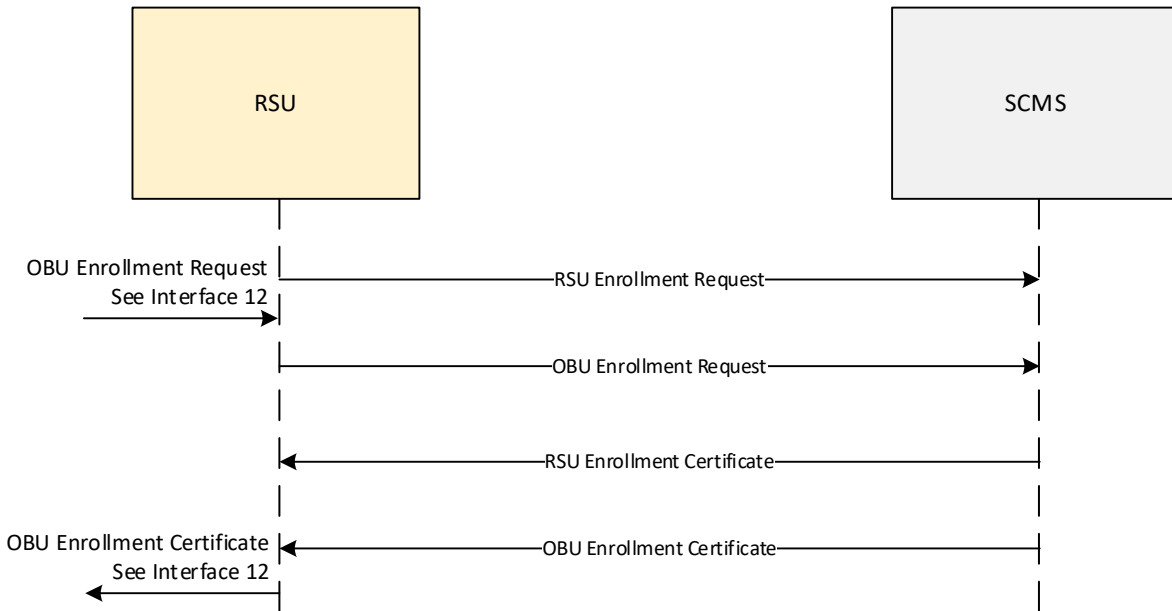 RSU
SCMS
OBU Enrollment Request
See Interface 12
RSU Enrollment Request
OBU Enrollment Request
RSU Enrollment Certificate
OBU Enrollment Certificate
See Interface 12
OBU Enrollment Certificate